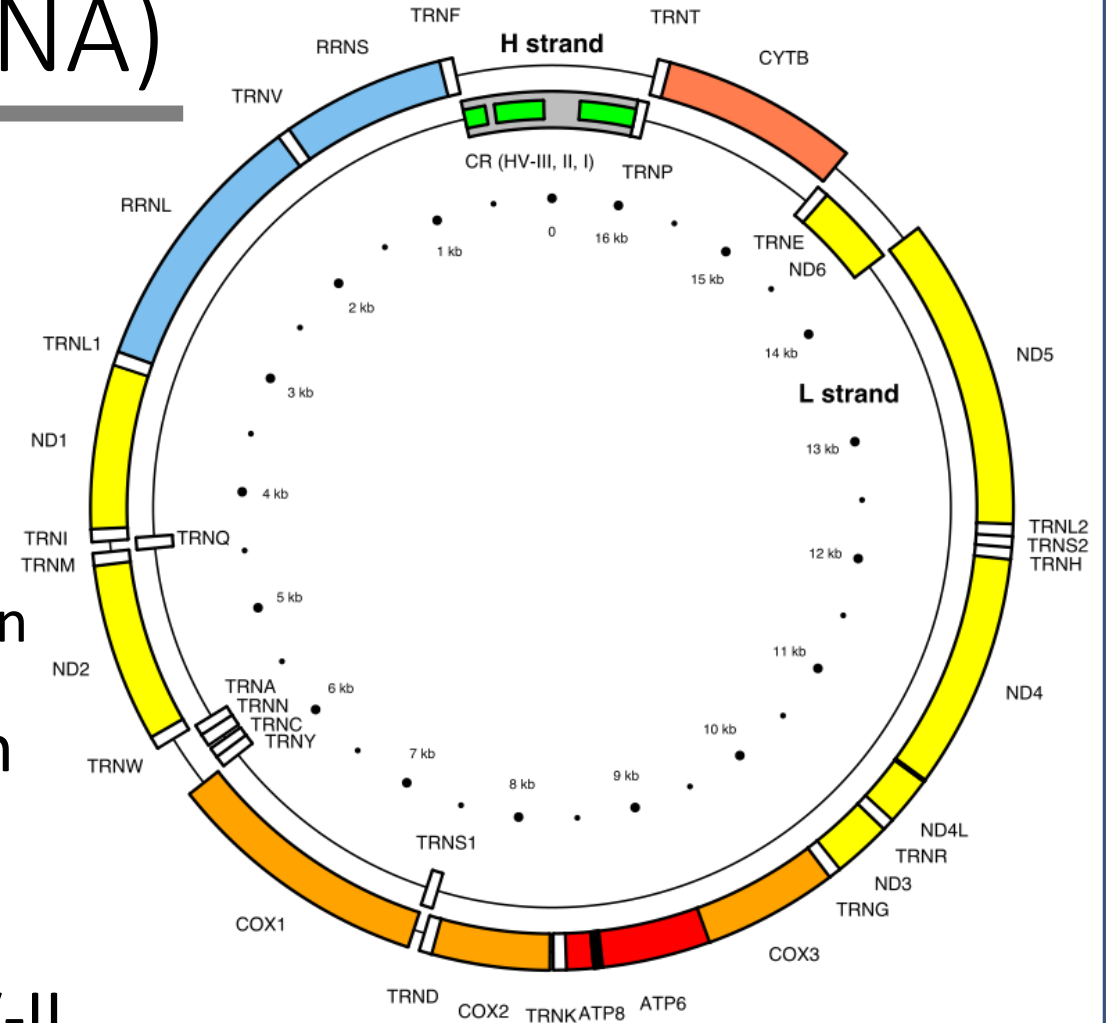 NA)
TRNF
TRNT
RRNS
H strand
CYTB
TRNV
CR (HV-III, II, I)
TRNP
RRNL
0
16 kb
1 kb
TRNE
15 kb
ND6
2 kb
TRNL1
14 kb
ND5
3 kb
L strand
ND1
13 kb
4 kb
TRNL2
TRNI
TRNQ
TRNS2
TRNM
12 kb
TRNH
5 kb
n
11 kb
ND2
TRNA
6 kb
ND4
TRNN
TRNC
10 kb
TRNY
n
7 kb
TRNW
9 kb
8 kb
ND4L
TRNS1
TRNR
ND3
TRNG
COX1
COX3
TRND
ATP6
COX2
TRNK
ATP8
-II